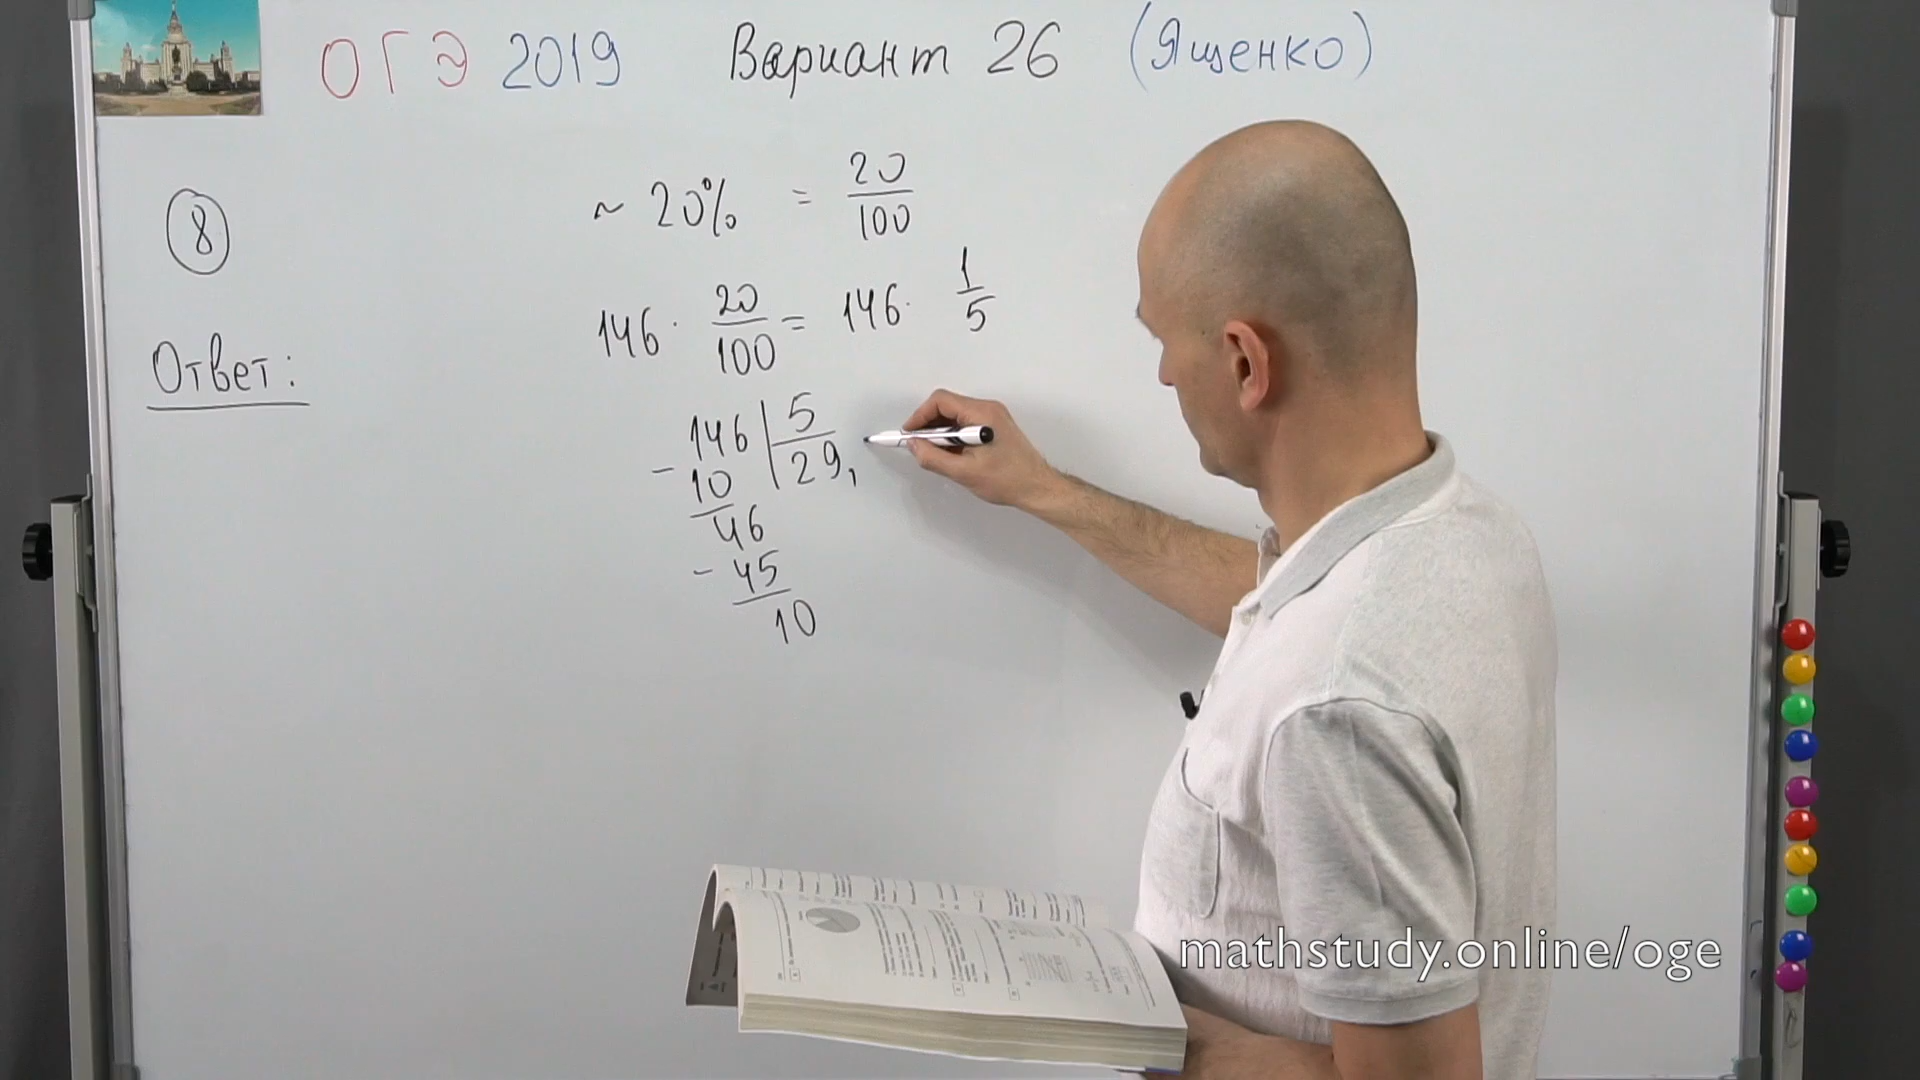 ОГЭ 2019 Вариант 26 (Ященко)
8
~ 20% = 20/100
146 · 20/100 = 146 · 1/5
Ответ:
146 | 5
- 10 | 29,
46
- 45
10
mathstudy.online/oge